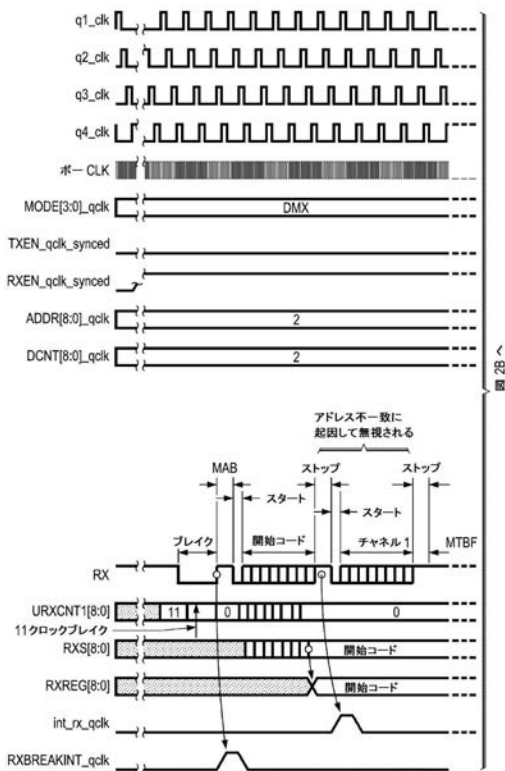 q1_clk
q2_clk
q3_clk
q4_clk
ボー CLK
MODE[3:0]_qclk
DMX
TXEN_qclk_synced
RXEN_qclk_synced
ADDR[8:0]_qclk
2
DCNT[8:0]_qclk
2
図 2B へ
アドレス不一致に
起因して無視される
MAB
ストップ
ストップ
スタート
スタート
ブレイク
開始コード
チャネル 1
MTBF
RX
URXCNT1[8:0]
11
0
0
11クロックブレイク
RXS[8:0]
開始コード
RXREG[8:0]
開始コード
int_rx_qclk
RXBREAKINT_qclk